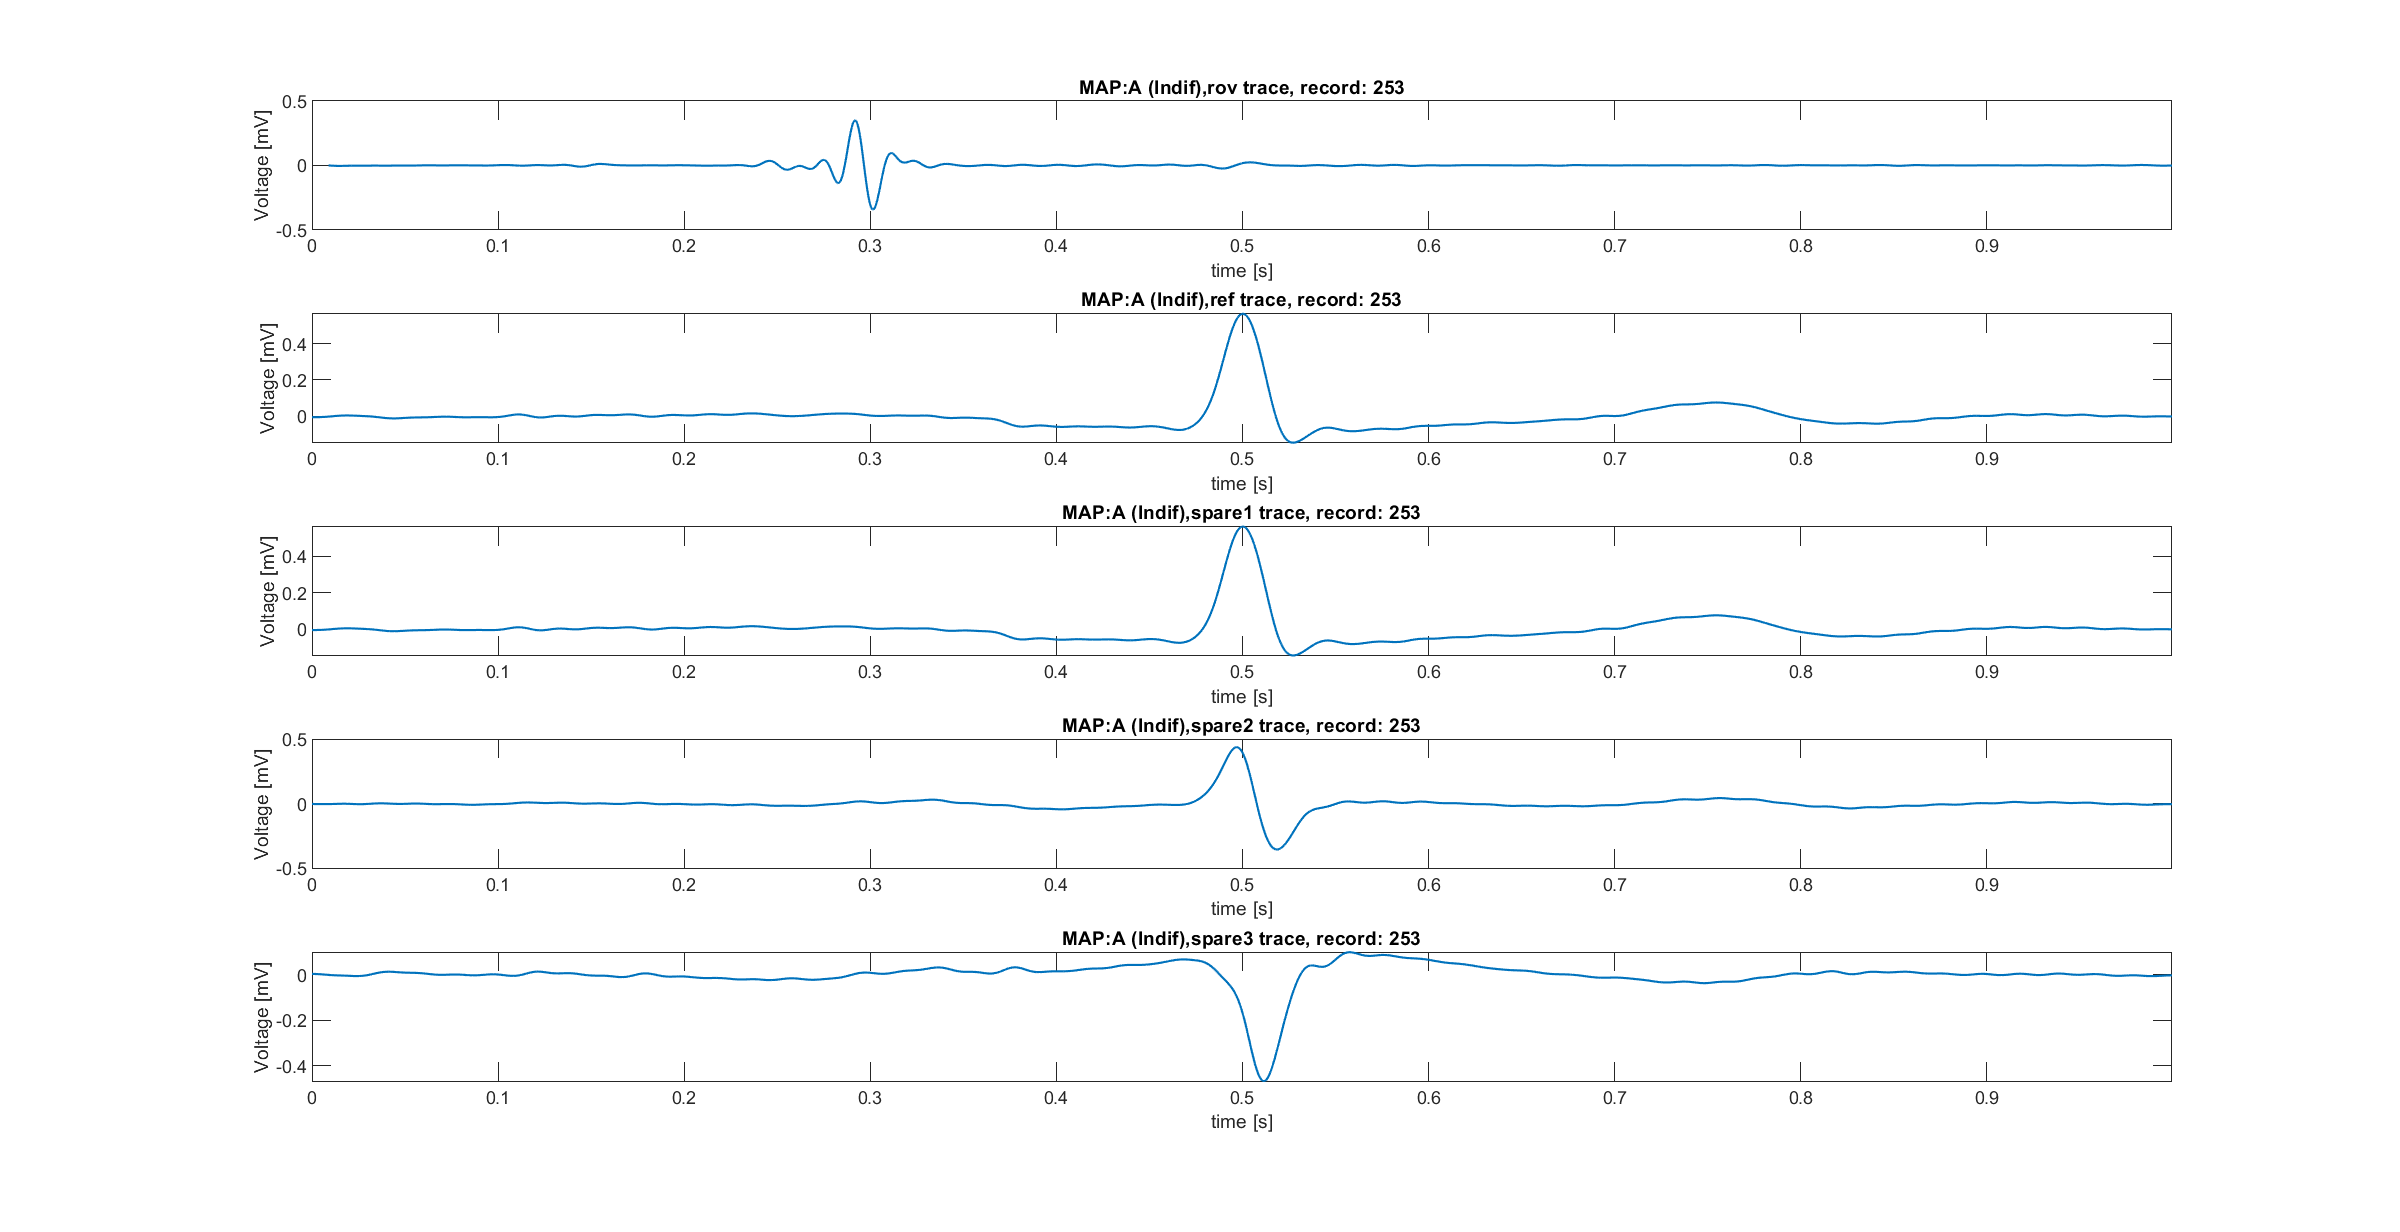 MAP:A (Indif),rov trace, record: 253
Voltage [mV]
0.5
0
-0.5
0 0.1 0.2 0.3 0.4 0.5 0.6 0.7 0.8 0.9
time [s]
MAP:A (Indif),ref trace, record: 253
Voltage [mV]
0.4
0.2
0
0 0.1 0.2 0.3 0.4 0.5 0.6 0.7 0.8 0.9
time [s]
MAP:A (Indif),spare1 trace, record: 253
Voltage [mV]
0.4
0.2
0
0 0.1 0.2 0.3 0.4 0.5 0.6 0.7 0.8 0.9
time [s]
MAP:A (Indif),spare2 trace, record: 253
Voltage [mV]
0.5
0
-0.5
0 0.1 0.2 0.3 0.4 0.5 0.6 0.7 0.8 0.9
time [s]
MAP:A (Indif),spare3 trace, record: 253
Voltage [mV]
0
-0.2
-0.4
0 0.1 0.2 0.3 0.4 0.5 0.6 0.7 0.8 0.9
time [s]